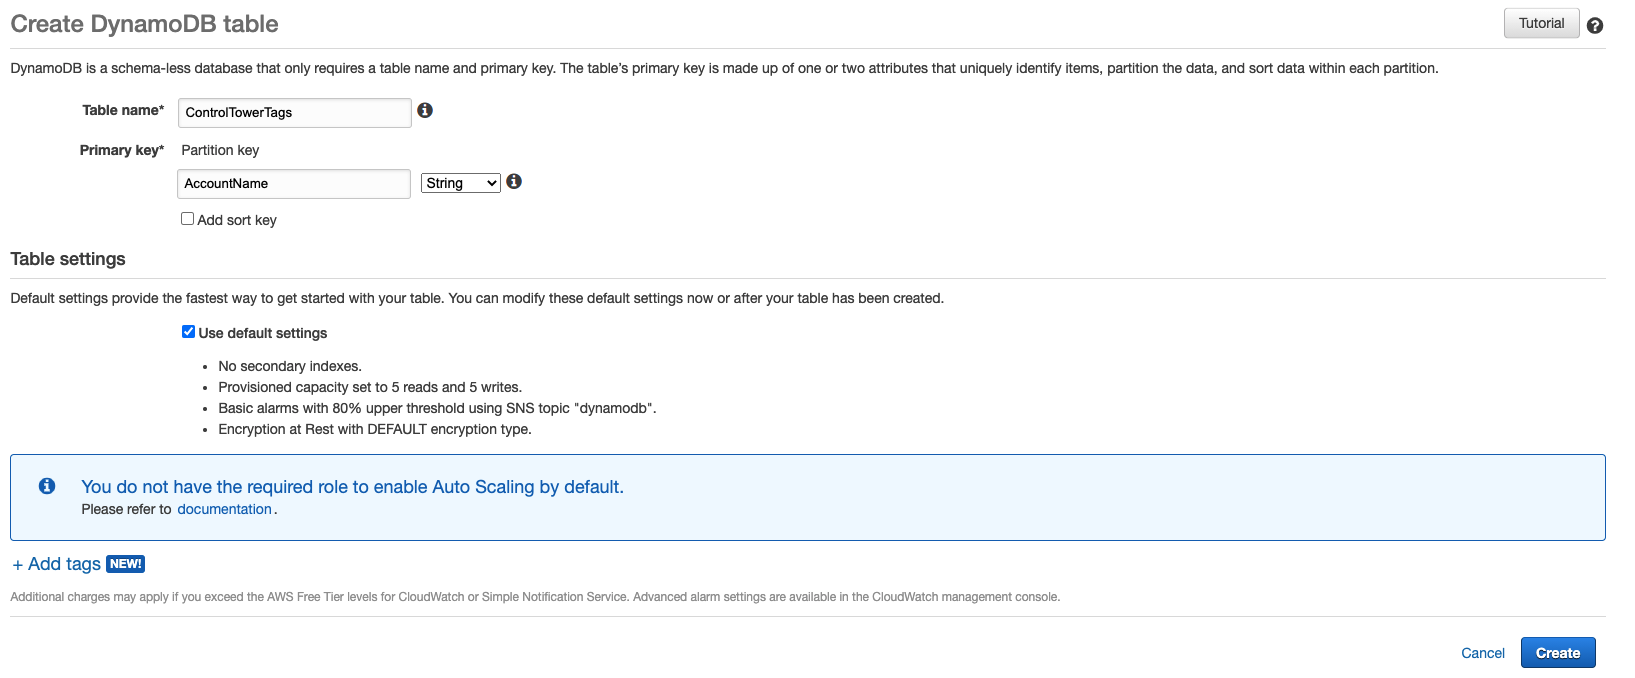 Create DynamoDB table
Tutorial
DynamoDB is a schema-less database that only requires a table name and primary key. The table's primary key is made up of one or two attributes that uniquely identify items, partition the data, and sort data within each partition.
Table name* ControlTowerTags
Primary key* Partition key
AccountName String
Add sort key
Table settings
Default settings provide the fastest way to get started with your table. You can modify these default settings now or after your table has been created.
Use default settings
• No secondary indexes.
• Provisioned capacity set to 5 reads and 5 writes.
• Basic alarms with 80% upper threshold using SNS topic "dynamodb".
• Encryption at Rest with DEFAULT encryption type.
You do not have the required role to enable Auto Scaling by default.
Please refer to documentation.
+ Add tags NEW!
Additional charges may apply if you exceed the AWS Free Tier levels for CloudWatch or Simple Notification Service. Advanced alarm settings are available in the CloudWatch management console.
Cancel Create